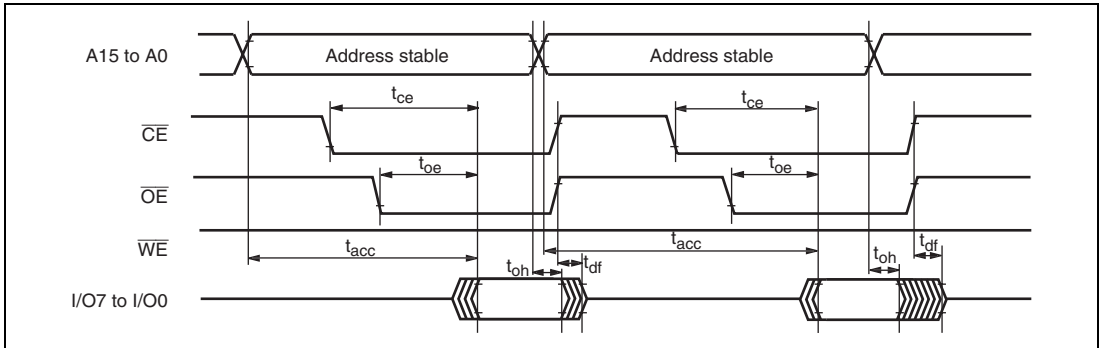 A15 to A0
Address stable
Address stable
tce
tce
CE
toe
toe
OE
WE
tacc
tacc
toh
tdf
toh
tdf
I/O7 to I/O0